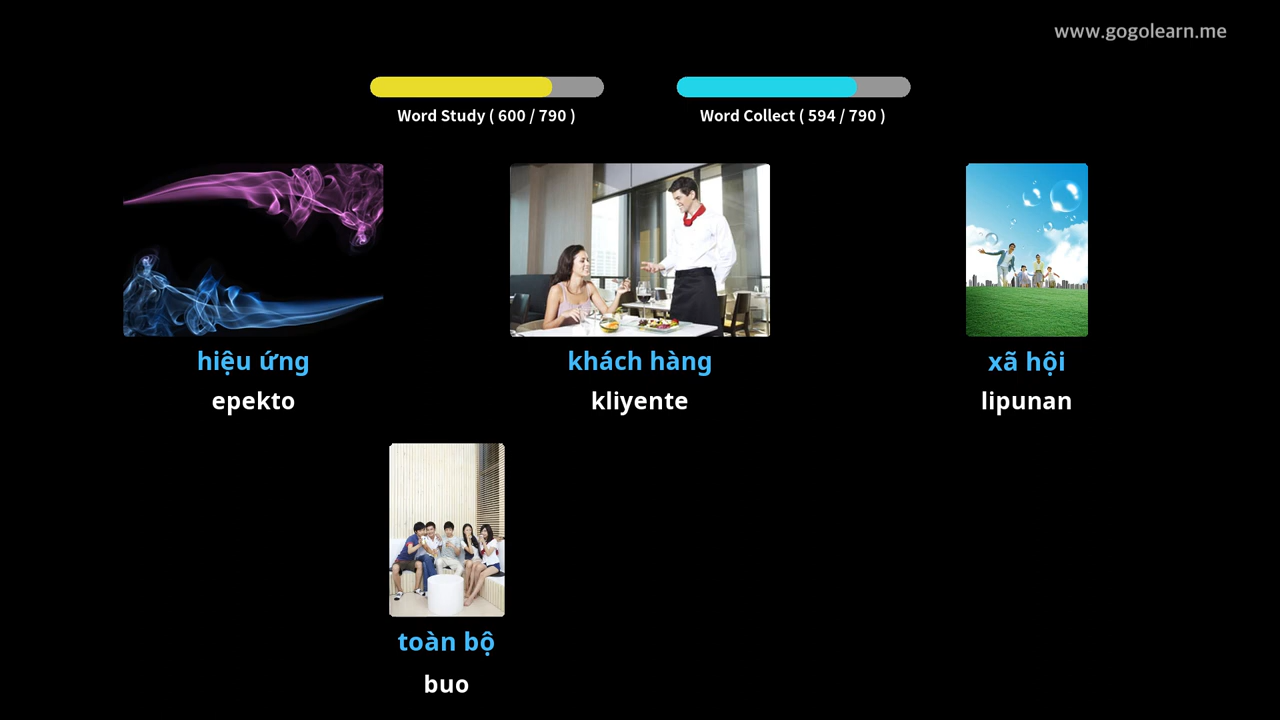 www.gogolearn.me
Word Study ( 600 / 790 )
Word Collect ( 594 / 790 )
hiệu ứng
epekto
khách hàng
kliyente
xã hội
lipunan
toàn bộ
buo